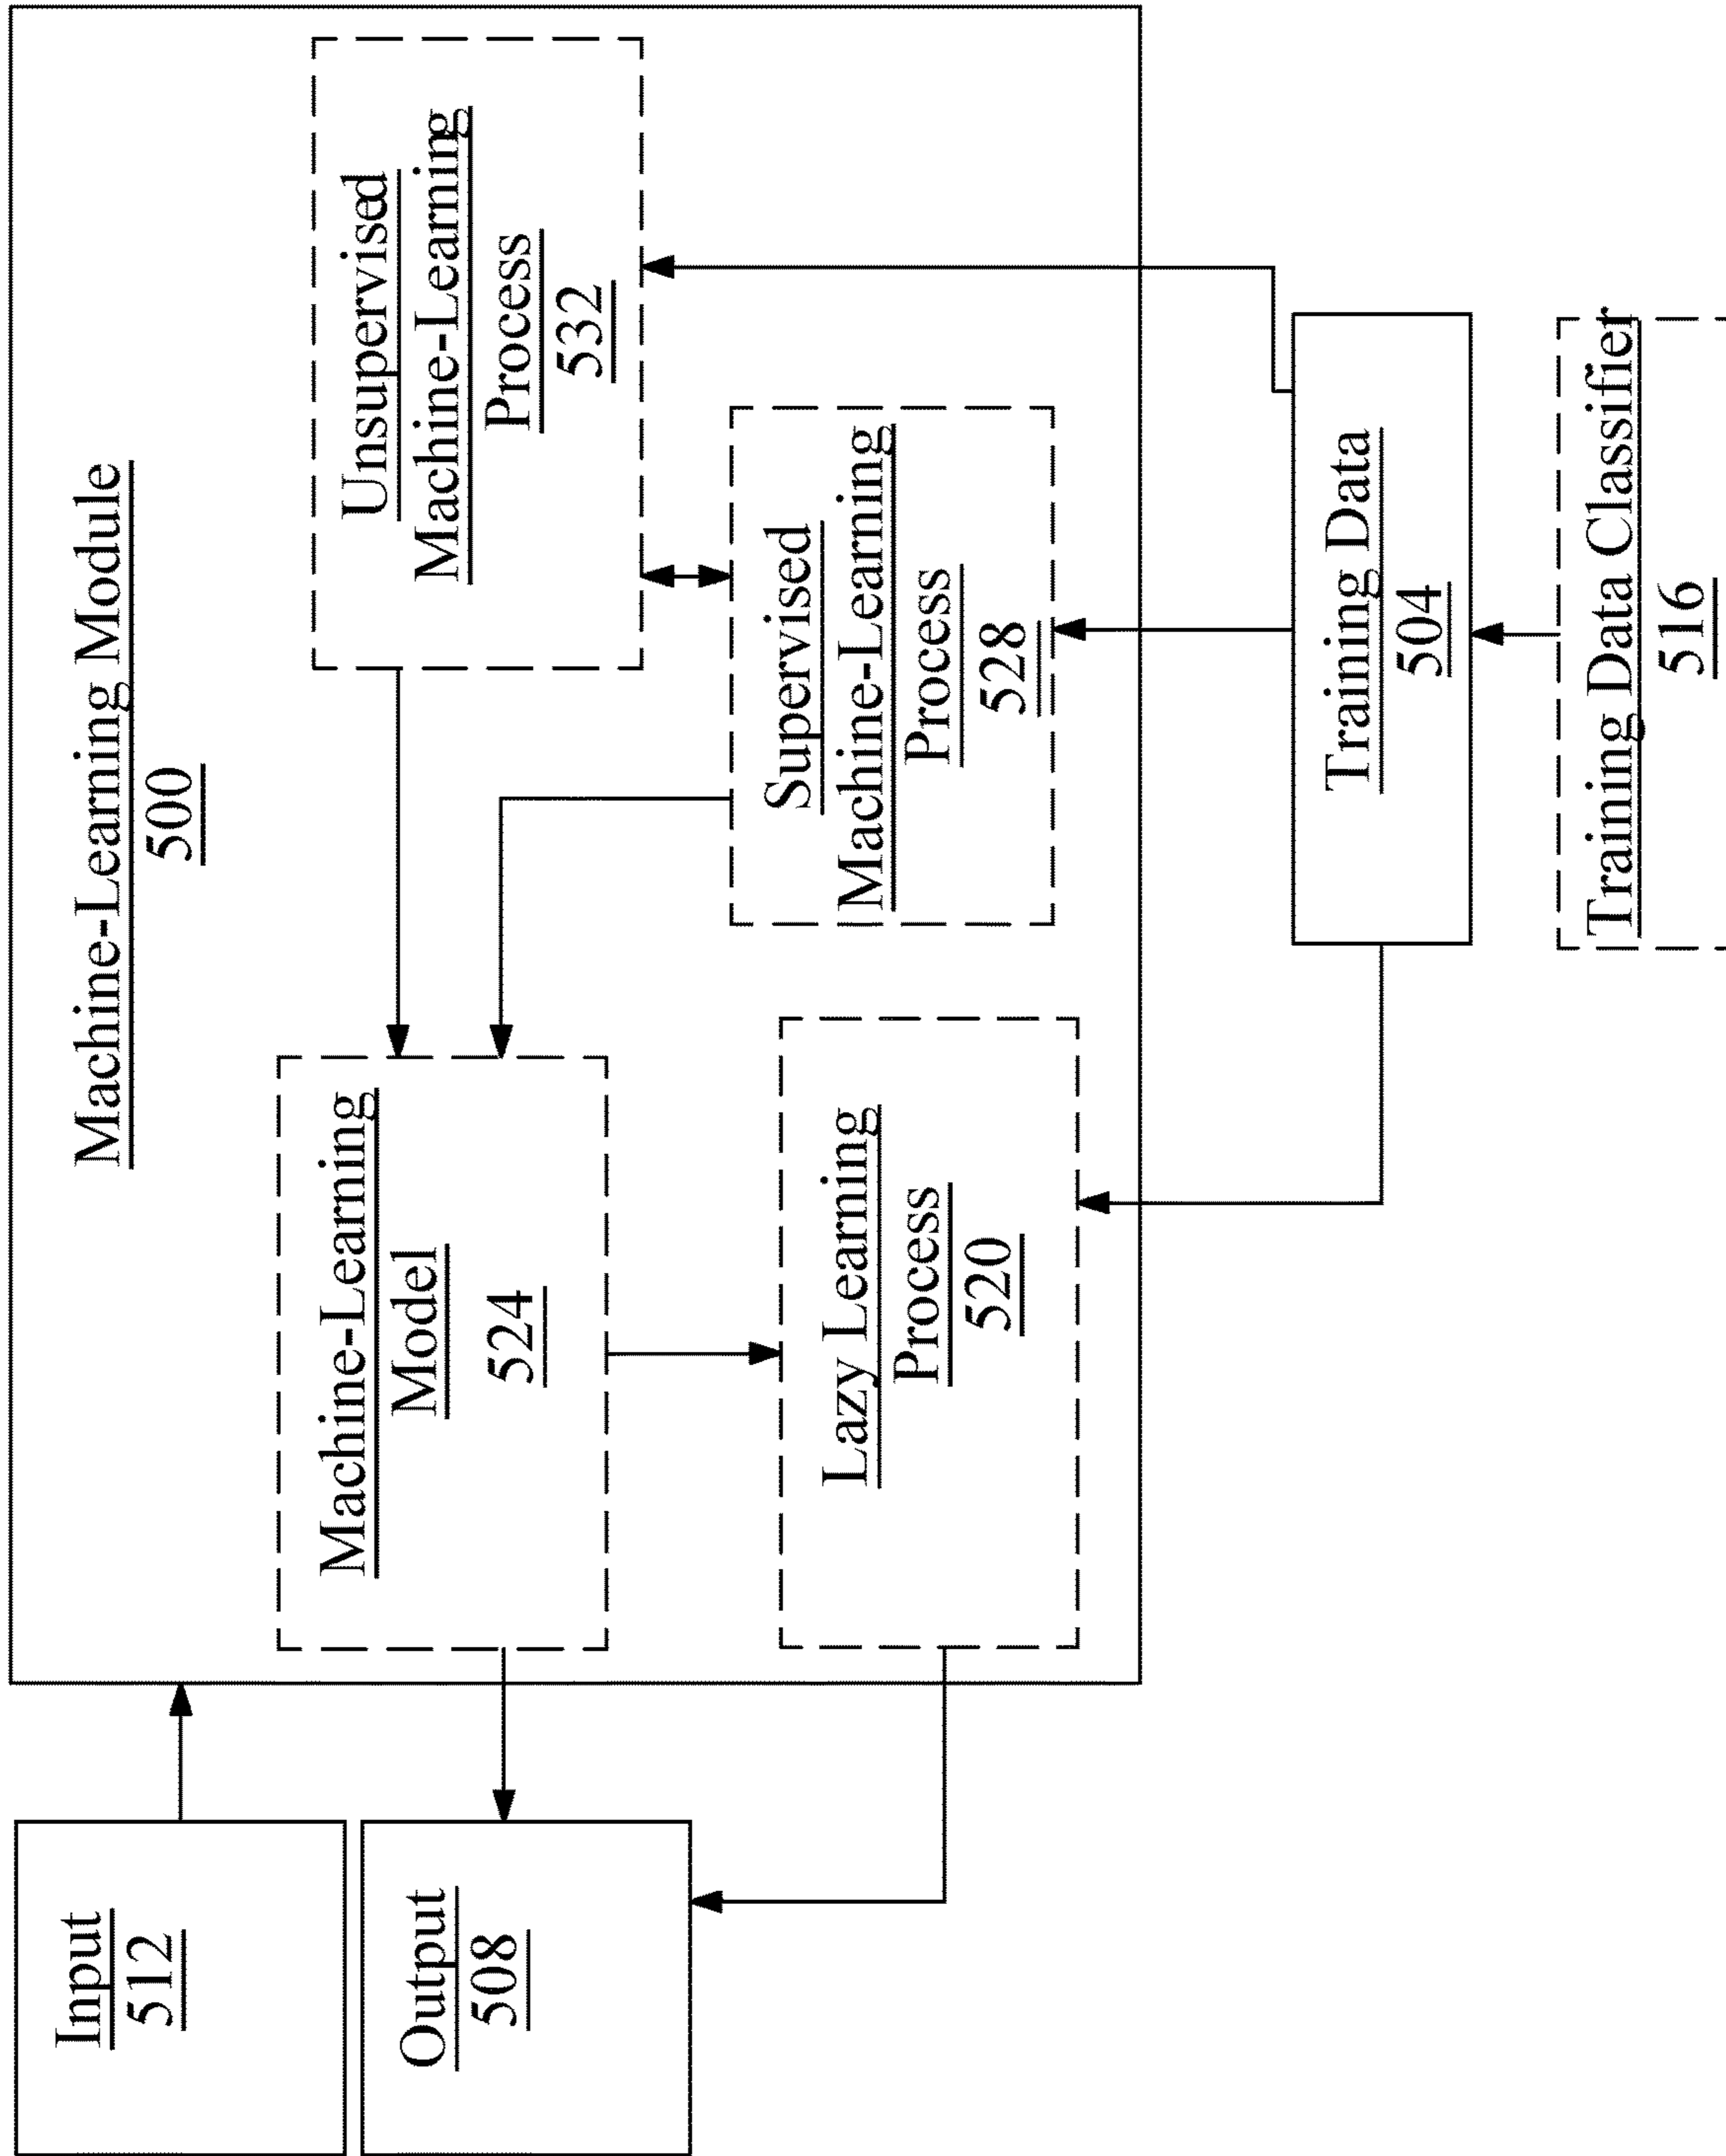 Machine-Learning Module
500
Input
512
Output
508
Machine-Learning
Model
524
Unsupervised
Machine-Learning
Process
532
Supervised
Machine-Learning
Process
528
Lazy Learning
Process
520
Training Data
504
Training Data Classifier
516